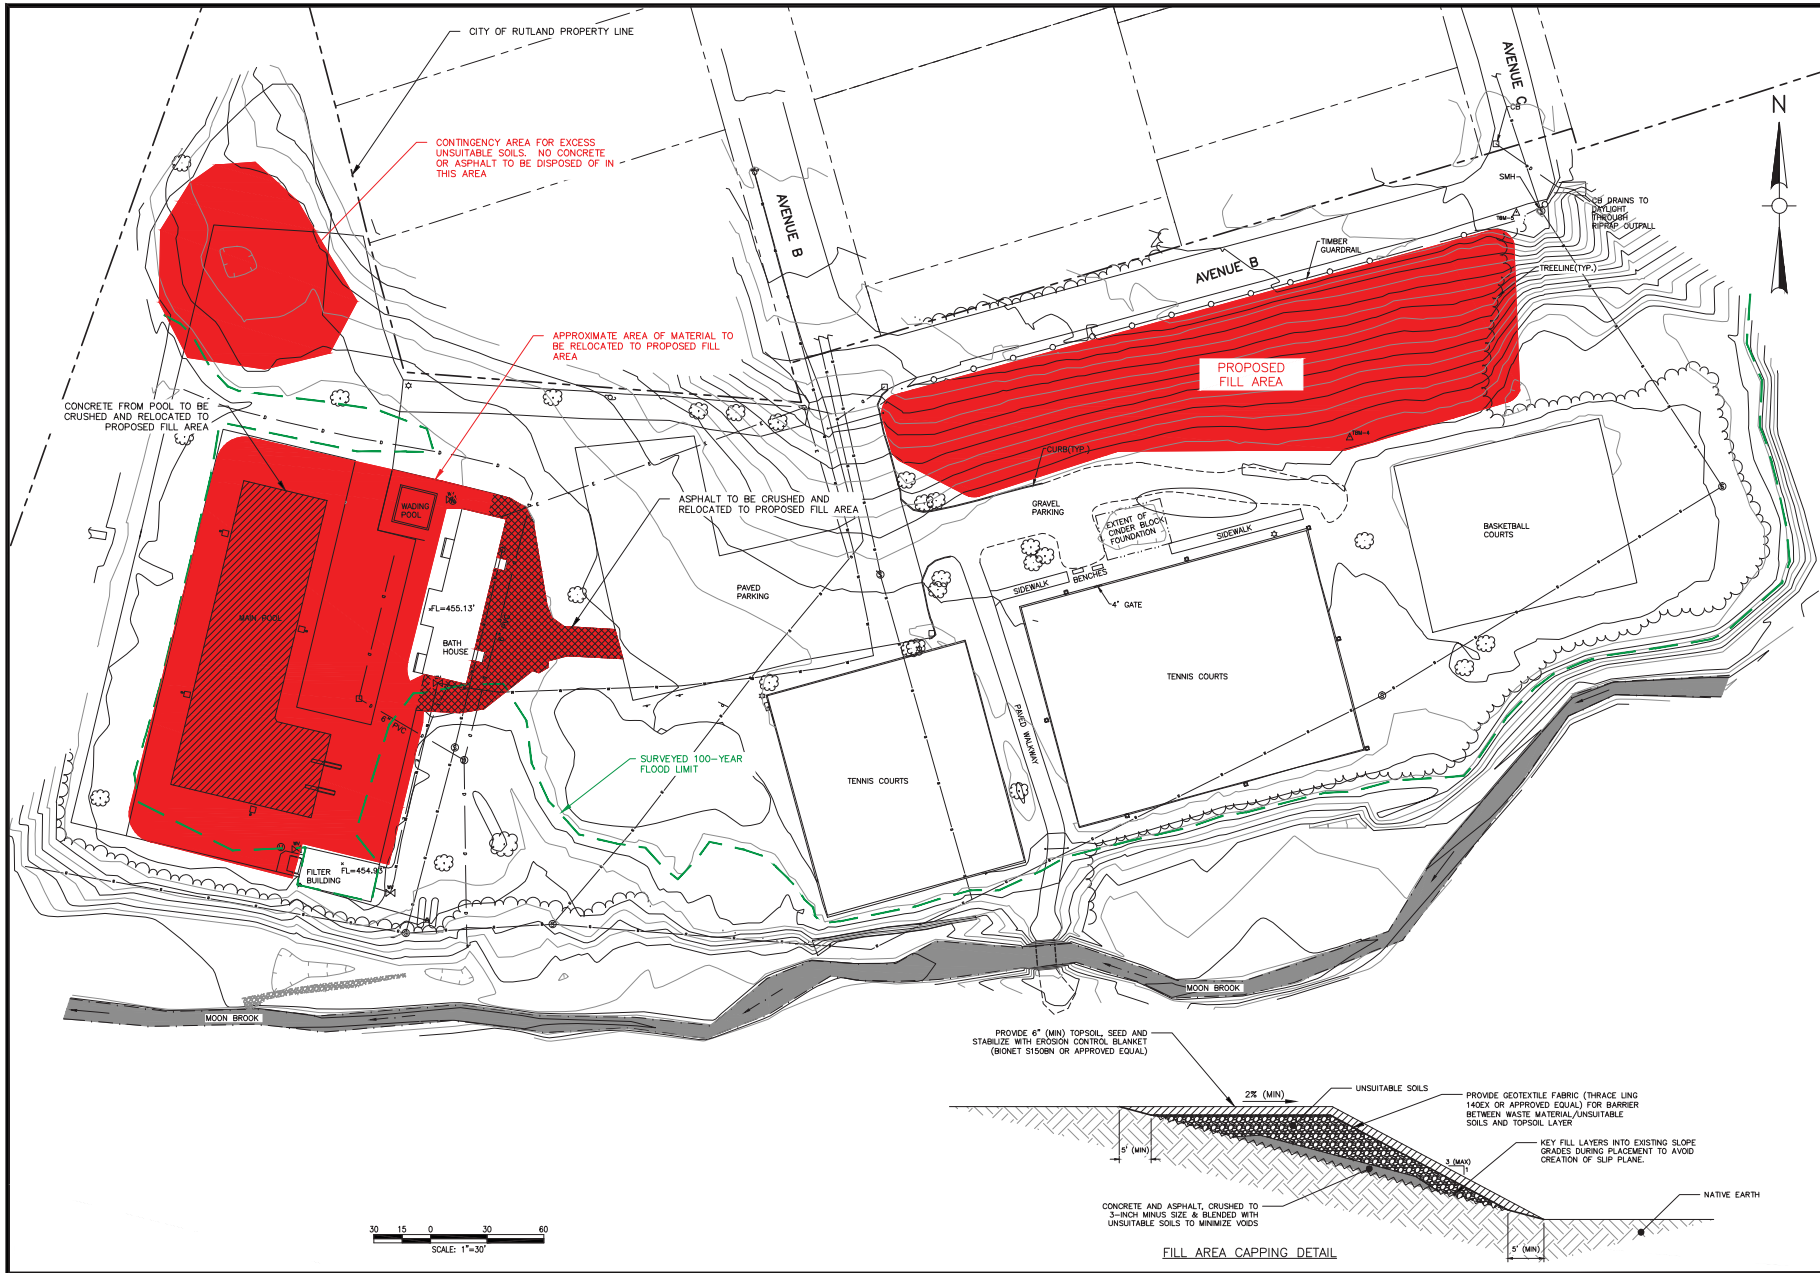 CITY OF RUTLAND PROPERTY LINE
CONTINGENCY AREA FOR EXCESS
UNSUITABLE SOILS. NO CONCRETE
OR ASPHALT TO BE DISPOSED OF IN
THIS AREA
AVENUE B
AVENUE C
CB
N
SMH
TBM-5
CB DRAINS TO
DAYLIGHT
THROUGH
RIPRAP OUTFALL
TIMBER
GUARDRAIL
AVENUE B
TREELINE(TYP.)
APPROXIMATE AREA OF MATERIAL TO
BE RELOCATED TO PROPOSED FILL
AREA
PROPOSED
FILL AREA
CONCRETE FROM POOL TO BE
CRUSHED AND RELOCATED TO
PROPOSED FILL AREA
TBM-4
CURB(TYP.)
ASPHALT TO BE CRUSHED AND
RELOCATED TO PROPOSED FILL AREA
WADING
POOL
GRAVEL
PARKING
EXTENT OF
CINDER BLOCK
FOUNDATION
SIDEWALK
BASKETBALL
COURTS
BENCHES
SIDEWALK
4' GATE
PAVED
PARKING
FL=455.13'
MAIN POOL
BATH
HOUSE
TENNIS COURTS
6" PVC
PAVED WALKWAY
SURVEYED 100-YEAR
FLOOD LIMIT
TENNIS COURTS
FILTER
BUILDING
FL=454.93
MOON BROOK
MOON BROOK
PROVIDE 6" (MIN) TOPSOIL, SEED AND
STABILIZE WITH EROSION CONTROL BLANKET
(BIONET S150BN OR APPROVED EQUAL)
2% (MIN)
UNSUITABLE SOILS
PROVIDE GEOTEXTILE FABRIC (THRACE LING
140EX OR APPROVED EQUAL) FOR BARRIER
BETWEEN WASTE MATERIAL/UNSUITABLE
SOILS AND TOPSOIL LAYER
KEY FILL LAYERS INTO EXISTING SLOPE
GRADES DURING PLACEMENT TO AVOID
CREATION OF SLIP PLANE.
5' (MIN)
3 (MAX)
1
CONCRETE AND ASPHALT, CRUSHED TO
3-INCH MINUS SIZE & BLENDED WITH
UNSUITABLE SOILS TO MINIMIZE VOIDS
NATIVE EARTH
5' (MIN)
FILL AREA CAPPING DETAIL
30 15 0 30 60
SCALE: 1"=30'